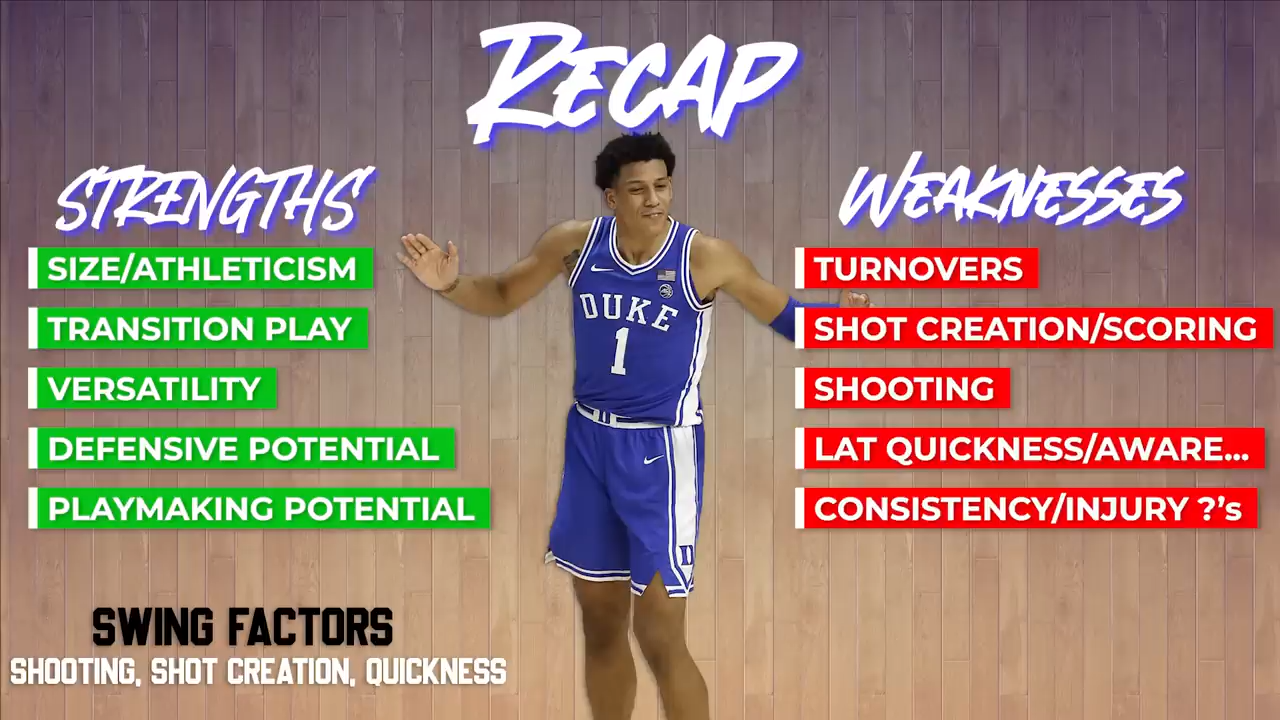 RECAP
STRENGTHS
SIZE/ATHLETICISM
TRANSITION PLAY
VERSATILITY
DEFENSIVE POTENTIAL
PLAYMAKING POTENTIAL
WEAKNESSES
TURNOVERS
SHOT CREATION/SCORING
SHOOTING
LAT QUICKNESS/AWARE...
CONSISTENCY/INJURY ?'s
DUKE
1
D
SWING FACTORS
SHOOTING, SHOT CREATION, QUICKNESS